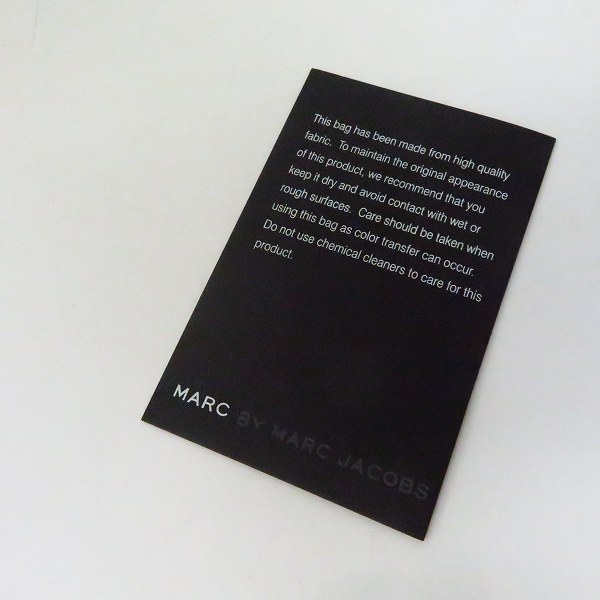 This bag has been made from high quality
fabric. To maintain the original appearance
of this product, we recommend that you
keep it dry and avoid contact with wet or
rough surfaces. Care should be taken when
using this bag as color transfer can occur.
Do not use chemical cleaners to care for this
product.
MARC BY MARC JACOBS